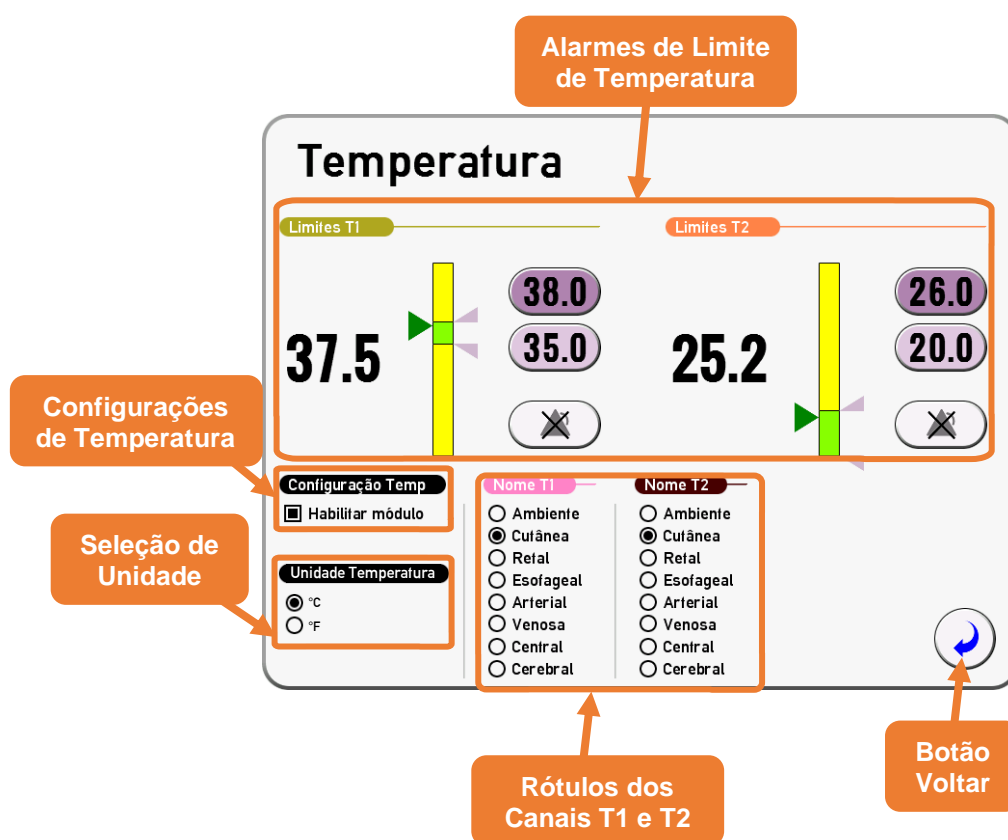 Alarmes de Limite
de Temperatura
Temperatura
Limites T1
Limites T2
37.5
38.0
35.0
25.2
26.0
20.0
Configurações
de Temperatura
Configuração Temp
Habilitar módulo
Seleção de
Unidade
Unidade Temperatura
°C
°F
Nome T1
Ambiente
Cutânea
Retal
Esofageal
Arterial
Venosa
Central
Cerebral
Nome T2
Ambiente
Cutânea
Retal
Esofageal
Arterial
Venosa
Central
Cerebral
Botão
Voltar
Rótulos dos
Canais T1 e T2